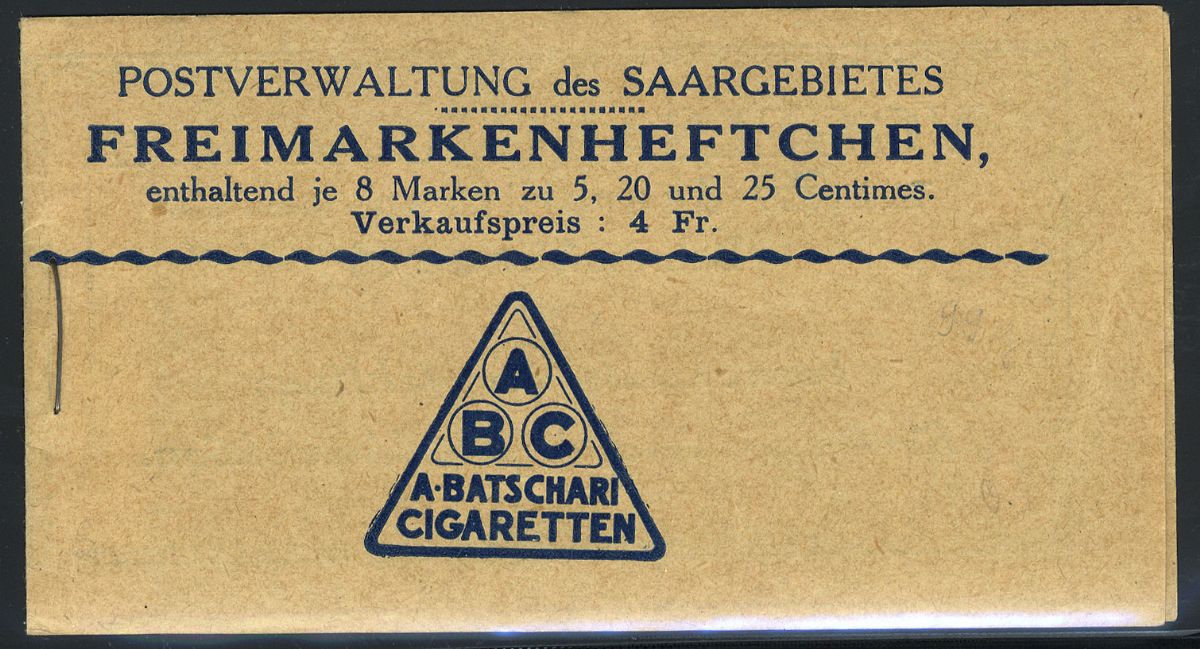 POSTVERWALTUNG des SAARGEBIETES
FREIMARKENHEFTCHEN,
enthaltend je 8 Marken zu 5, 20 und 25 Centimes.
Verkaufspreis : 4 Fr.
A
B C
A·BATSCHARI
CIGARETTEN